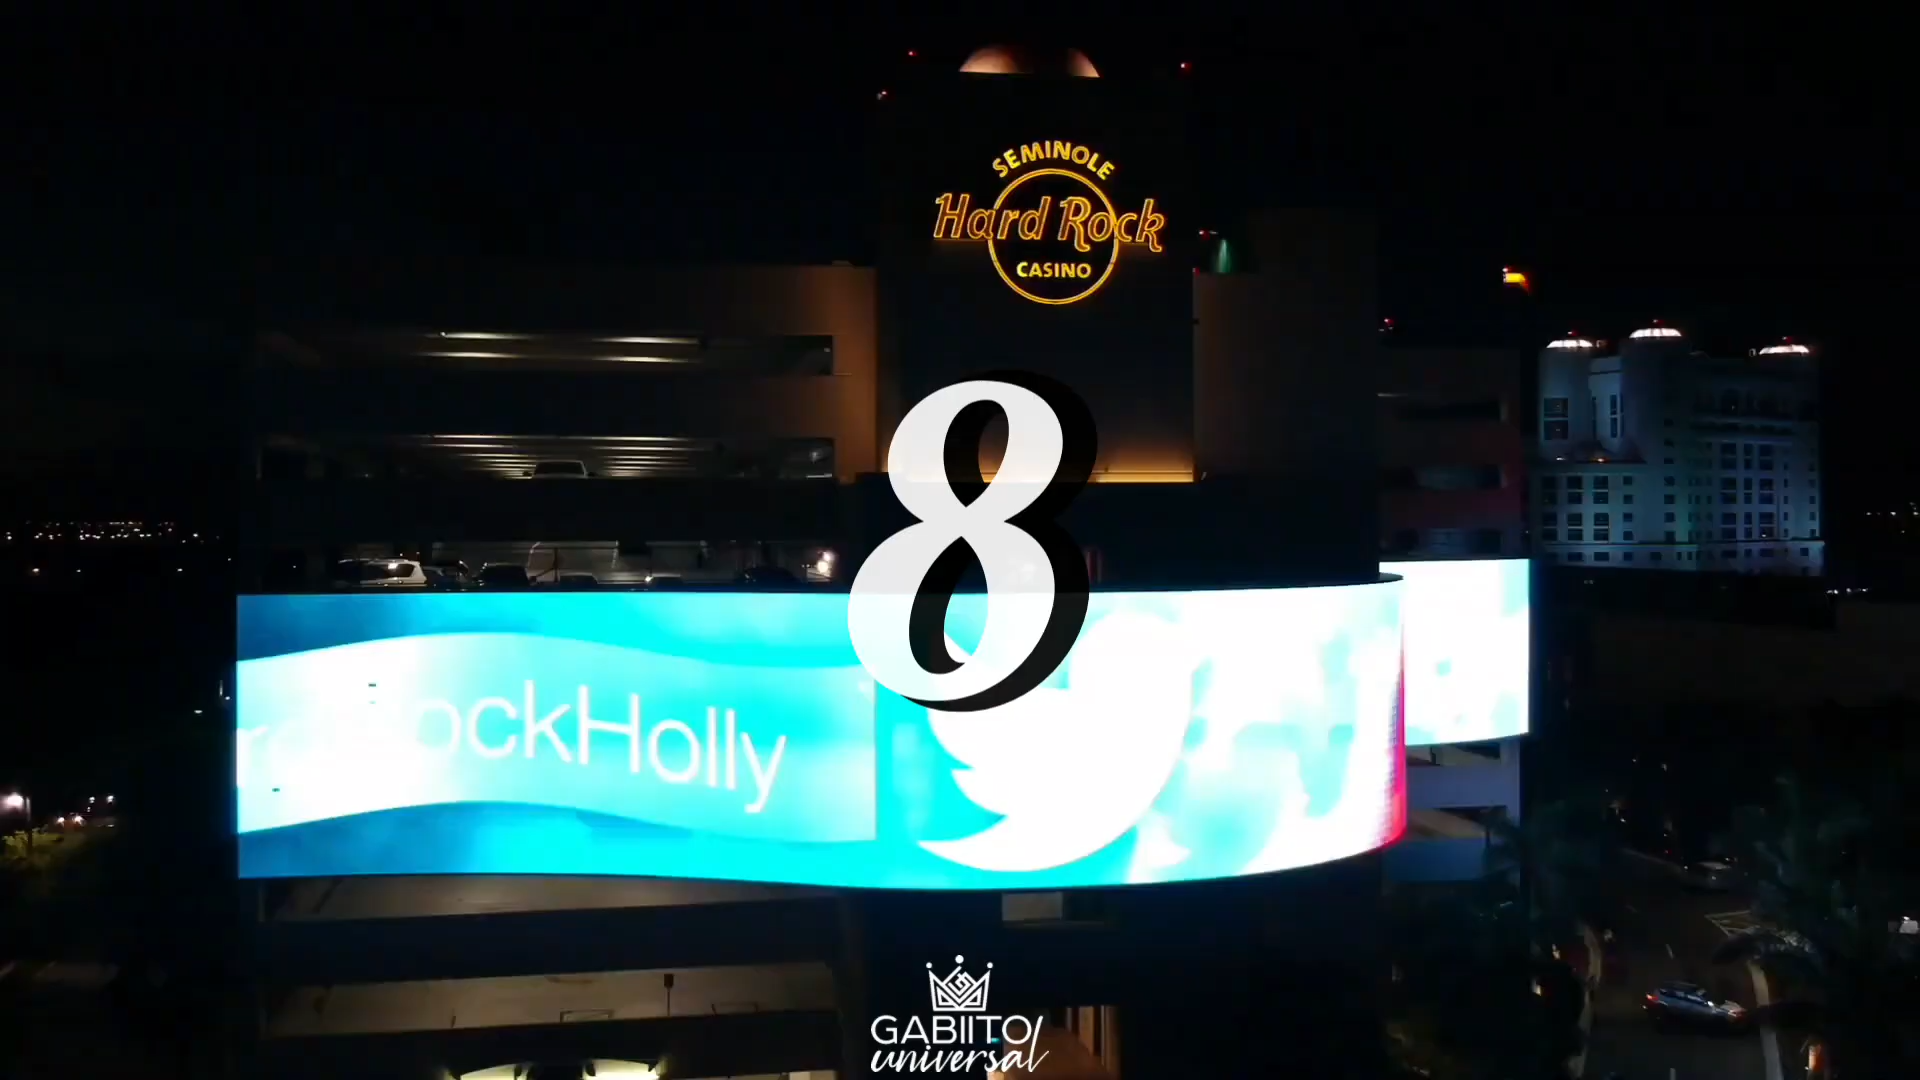 SEMINOLE
Hard Rock
CASINO
8
ockHolly
GABIITO
universal